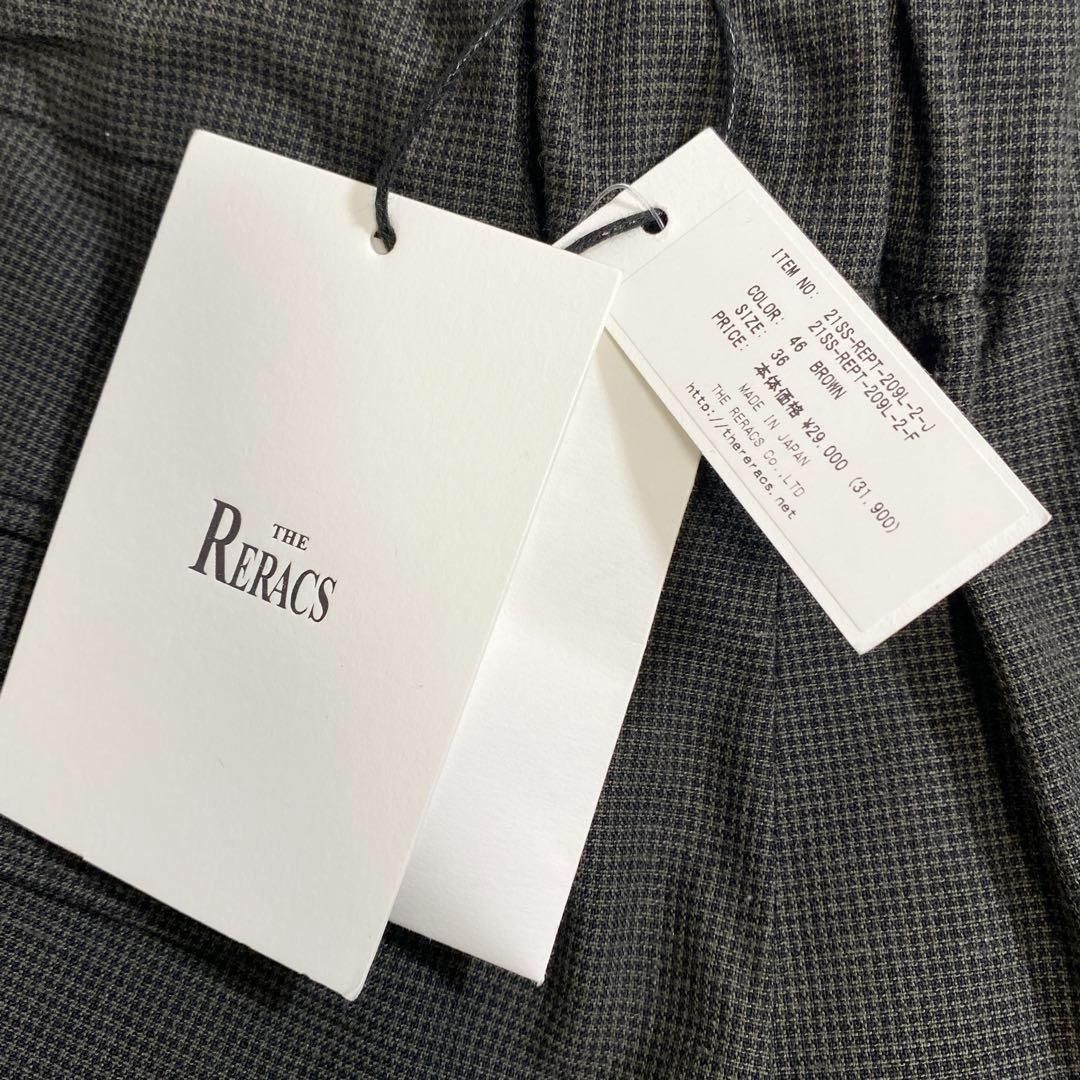 THE
RERACS
ITEM NO: 21SS-REPT-209L-2-J
21SS-REPT-209L-2-F
COLOR: 46 BROWN
SIZE: 36
PRICE: 本体価格 ¥29,000 (31,900)
MADE IN JAPAN
THE RERACS Co.,LTD
http://thereracs.net